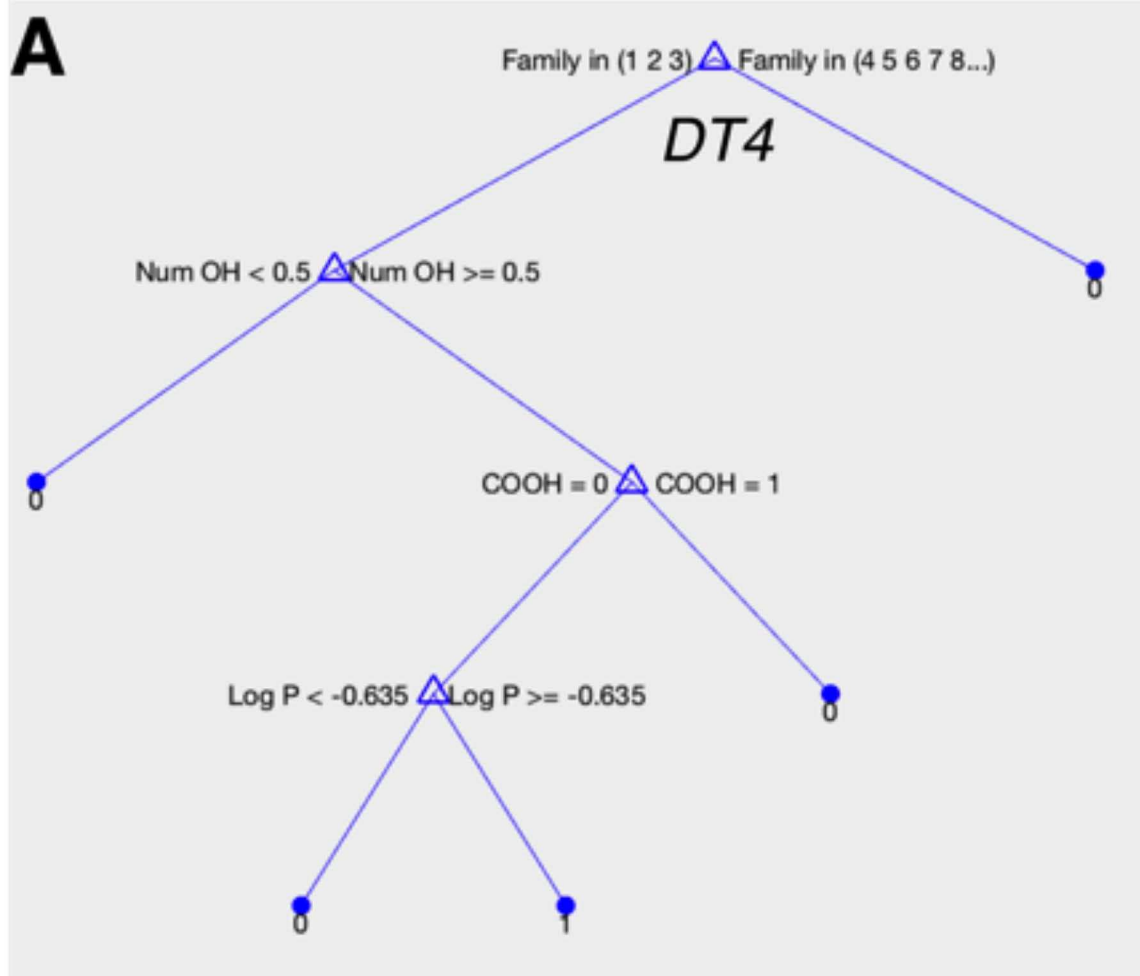 A
Family in (1 2 3) Family in (4 5 6 7 8...)
DT4
Num OH < 0.5 Num OH >= 0.5
0
0
COOH = 0 COOH = 1
Log P < -0.635 Log P >= -0.635
0
0
1